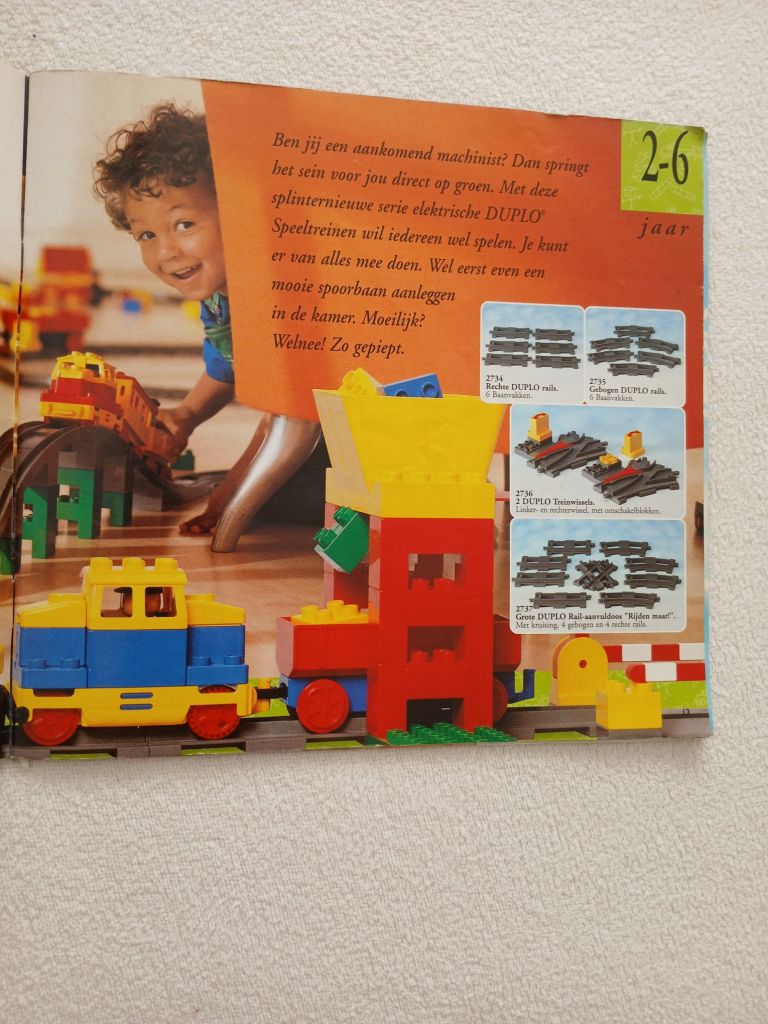 Ben jij een aankomend machinist? Dan springt
het sein voor jou direct op groen. Met deze
splinternieuwe serie elektrische DUPLO®
Speeltreinen wil iedereen wel spelen. Je kunt
er van alles mee doen. Wel eerst even een
mooie spoorbaan aanleggen
in de kamer. Moeilijk?
Welnee! Zo gepiept.
2-6
jaar
2734
Rechte DUPLO rails.
6 Baanvakken.
2735
Gebogen DUPLO rails.
6 Baanvakken.
2736
2 DUPLO Treinwissels.
Linker- en rechterwissel, met omschakelblokken.
2737
Grote DUPLO Rail-aanvuldoos "Rijden maar!".
Met kruising, 4 gebogen en 4 rechte rails.
13